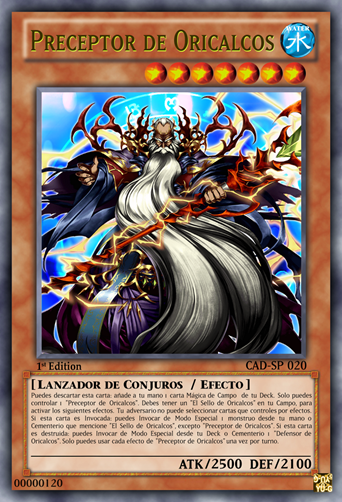 PRECEPTOR DE ORICALCOS
WATER
水
1st Edition
CAD-SP 020
[LANZADOR DE CONJUROS / EFECTO]
Puedes descartar esta carta: añade a tu mano 1 carta Mágica de Campo de tu Deck. Solo puedes
controlar 1 "Preceptor de Oricalcos". Debes tener un "El Sello de Oricalcos" en tu Campo, para
activar los siguientes efectos. Tu adversario no puede seleccionar cartas que controles por efectos.
Si esta carta es Invocada: puedes Invocar de Modo Especial 1 monstruo desde tu mano o
Cementerio que mencione "El Sello de Oricalcos", excepto "Preceptor de Oricalcos". Si esta carta
es destruida: puedes Invocar de Modo Especial desde tu Deck o Cementerio 1 "Defensor de
Oricalcos". Solo puedes usar cada efecto de "Preceptor de Oricalcos" una vez por turno.
ATK/2500 DEF/2100
00000120